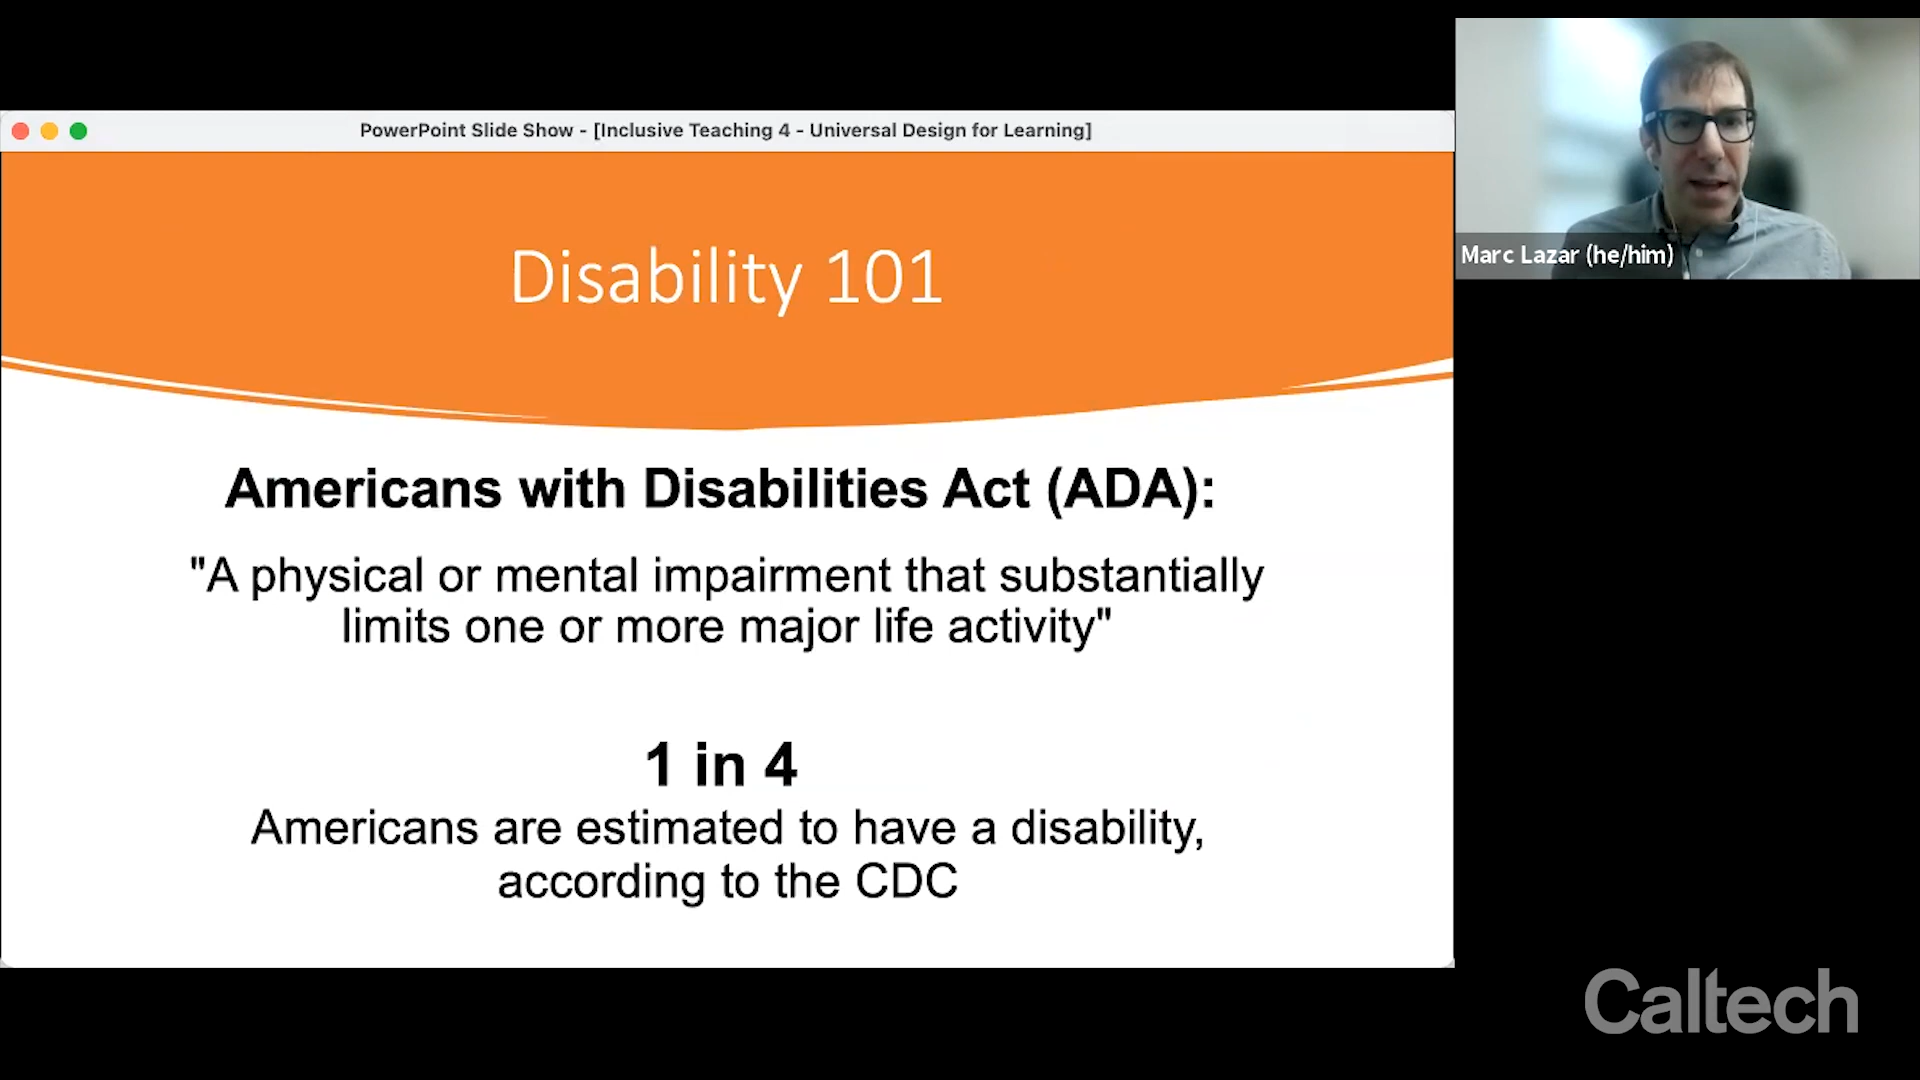 PowerPoint Slide Show - [Inclusive Teaching 4 - Universal Design for Learning]
Disability 101
Americans with Disabilities Act (ADA):
"A physical or mental impairment that substantially
limits one or more major life activity"
1 in 4
Americans are estimated to have a disability,
according to the CDC
Marc Lazar (he/him)
Caltech